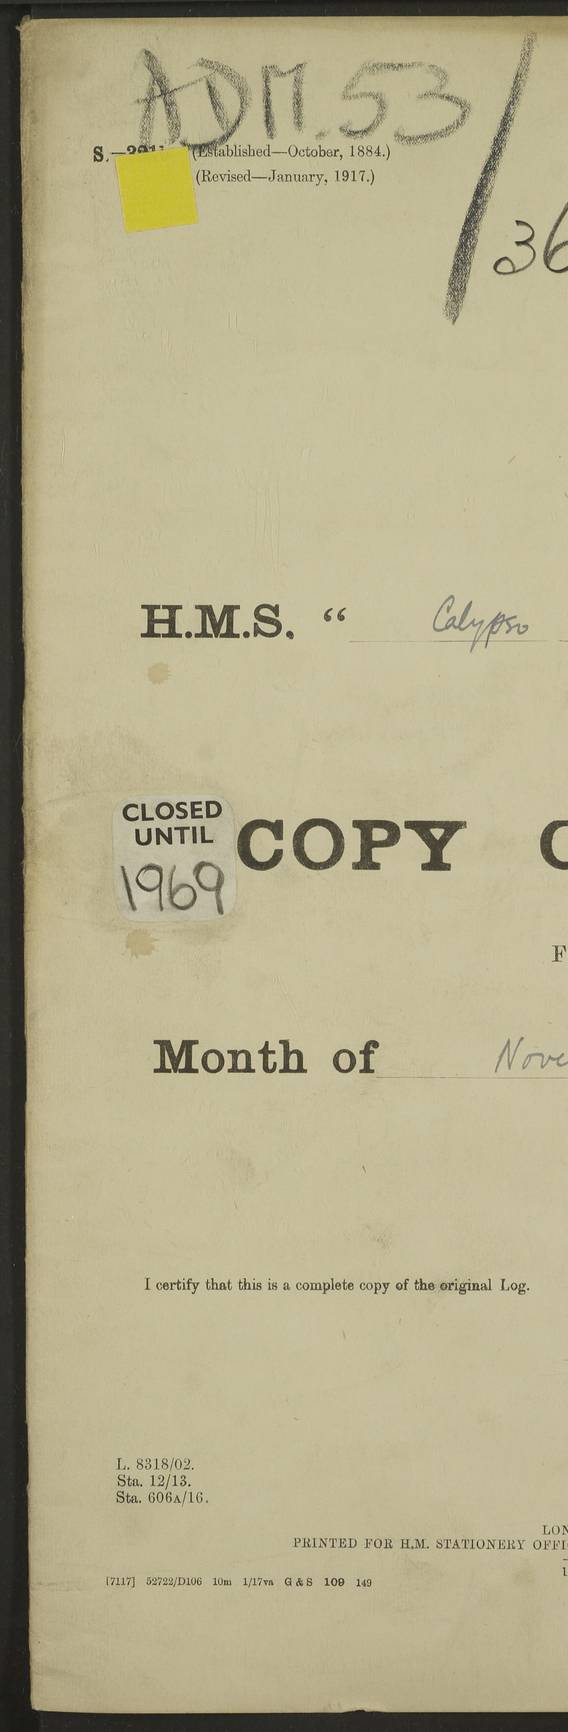 ADM. 53/
S.—
(Established—October, 1884.)
(Revised—January, 1917.)
36
H.M.S. “ Calypso
CLOSED
UNTIL
1969
COPY
F
Month of Nove
I certify that this is a complete copy of the original Log.
L. 8318/02.
Sta. 12/13.
Sta. 606A/16.
LON
PRINTED FOR H.M. STATIONERY OFFI
[7117] 52722/D106 10m 1/17va G & S 109 149